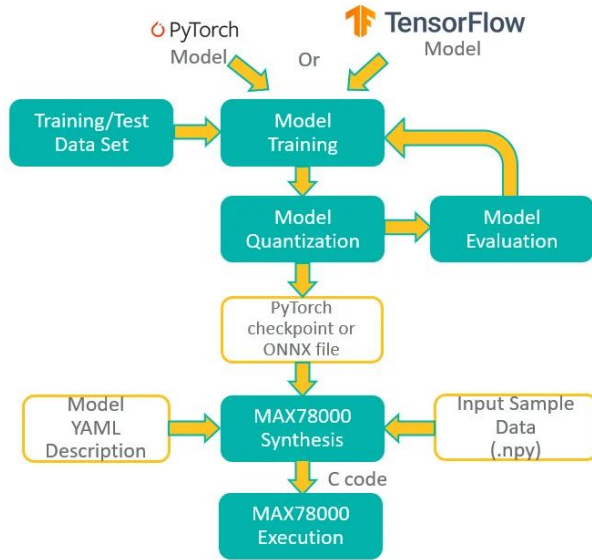 PyTorch
Model
Or
TensorFlow
Model
Training/Test
Data Set
Model
Training
Model
Quantization
Model
Evaluation
PyTorch
checkpoint or
ONNX file
Model
YAML
Description
MAX78000
Synthesis
Input Sample
Data
(.npy)
C code
MAX78000
Execution